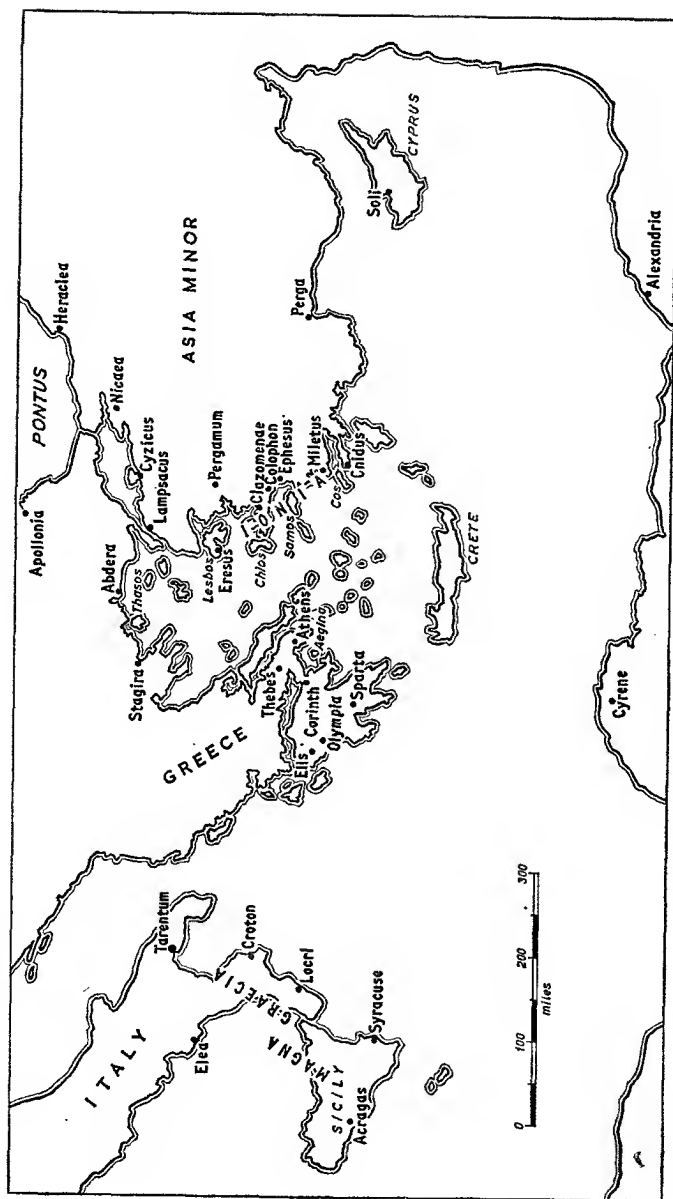 PONTUS
Apollonia
Heraclea
Nicaea
Cyzicus
Lampsacus
Abdera
Thasos
Stagira
ASIA MINOR
Pergamum
Lesbos
Eresus
Clazomenae
Colophon
Ephesus
IONIA
Chios
Samos
Miletus
Cos
Cnidus
Perga
Soli
CYPRUS
CRETE
GREECE
Thebes
Athens
Aegina
Corinth
Elis
Olympia
Sparta
ITALY
Tarentum
Elea
Croton
Locri
MAGNA GRAECIA
SICILY
Syracuse
Acragas
Cyrene
Alexandria
0 100 200 300
miles